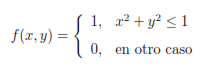 f(x, y) = { 1, x² + y² ≤ 1
0, en otro caso